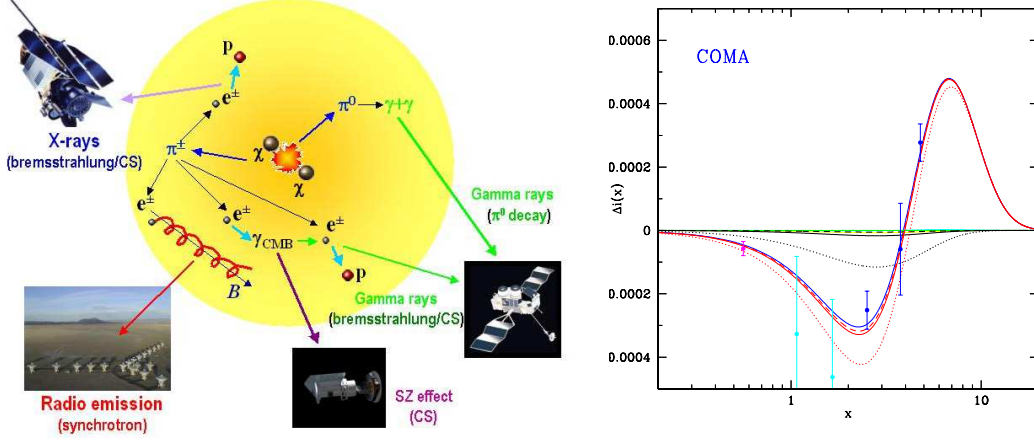 p
e±
X-rays
(bremsstrahlung/CS)
π±
π⁰
γ+γ
χ
χ
e±
e±
γCMB
e±
p
B
Gamma rays
(π⁰ decay)
Gamma rays
(bremsstrahlung/CS)
Radio emission
(synchrotron)
SZ effect
(CS)
COMA
Δi(x)
0.0006
0.0004
0.0002
0
0.0002
0.0004
1
10
x